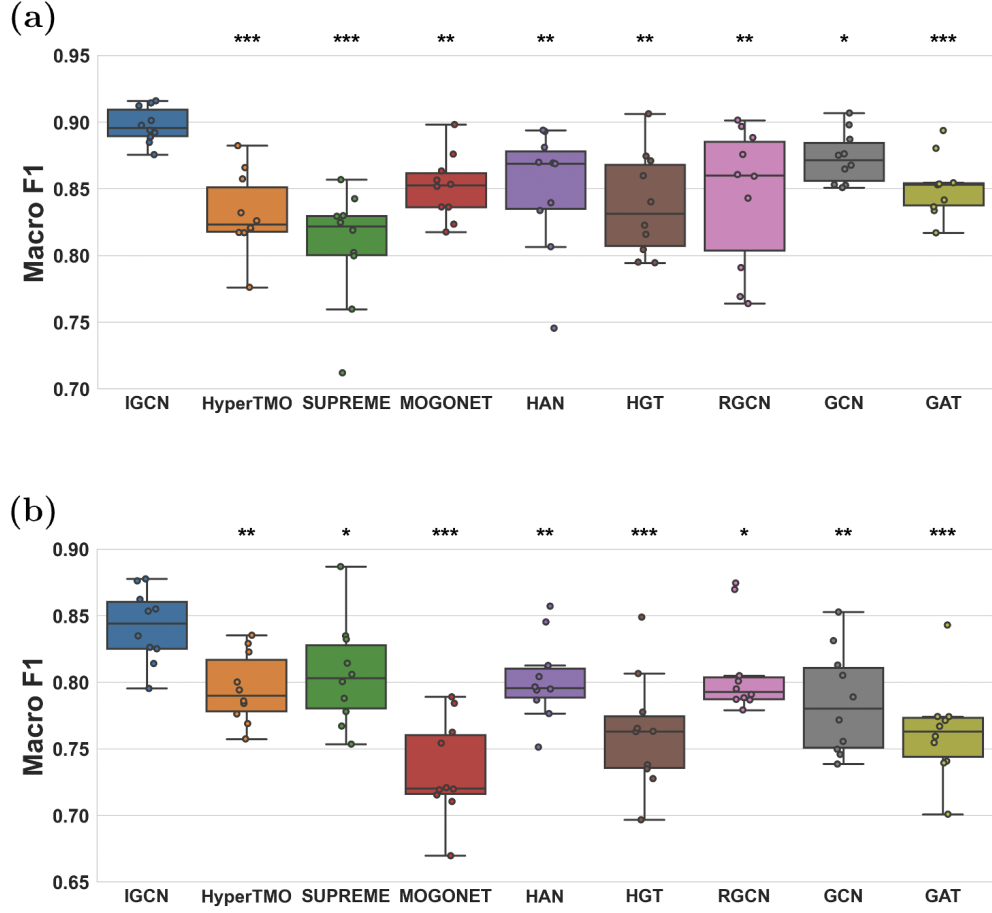 (a)
*** *** ** ** ** ** * ***
0.95
0.90
0.85
0.80
0.75
0.70
Macro F1
IGCN HyperTMO SUPREME MOGONET HAN HGT RGCN GCN GAT
(b)
** * *** ** *** * ** ***
0.90
0.85
0.80
0.75
0.70
0.65
Macro F1
IGCN HyperTMO SUPREME MOGONET HAN HGT RGCN GCN GAT